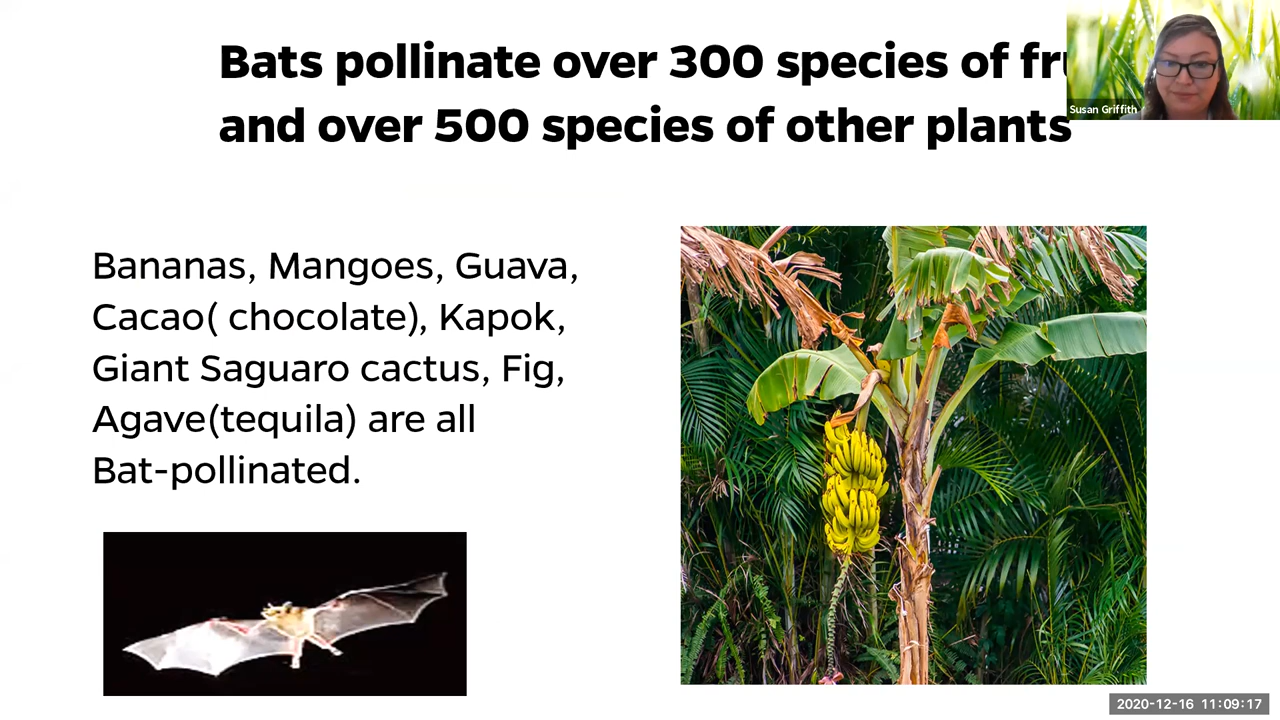 Bats pollinate over 300 species of
and over 500 species of other plants
Susan Griffith
Bananas, Mangoes, Guava,
Cacao( chocolate), Kapok,
Giant Saguaro cactus, Fig,
Agave(tequila) are all
Bat-pollinated.
2020-12-16 11:09:17